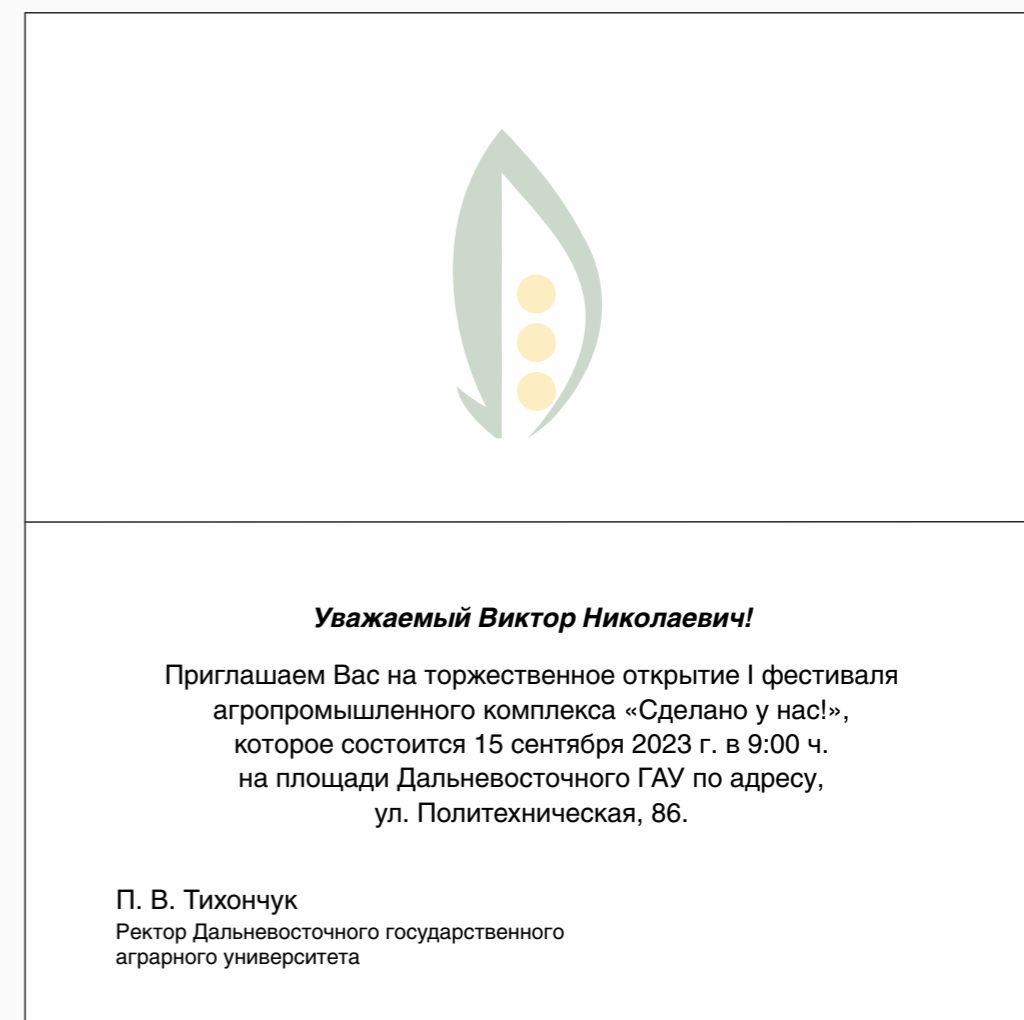 Уважаемый Виктор Николаевич!
Приглашаем Вас на торжественное открытие I фестиваля
агропромышленного комплекса «Сделано у нас!»,
которое состоится 15 сентября 2023 г. в 9:00 ч.
на площади Дальневосточного ГАУ по адресу,
ул. Политехническая, 86.
П. В. Тихончук
Ректор Дальневосточного государственного
аграрного университета